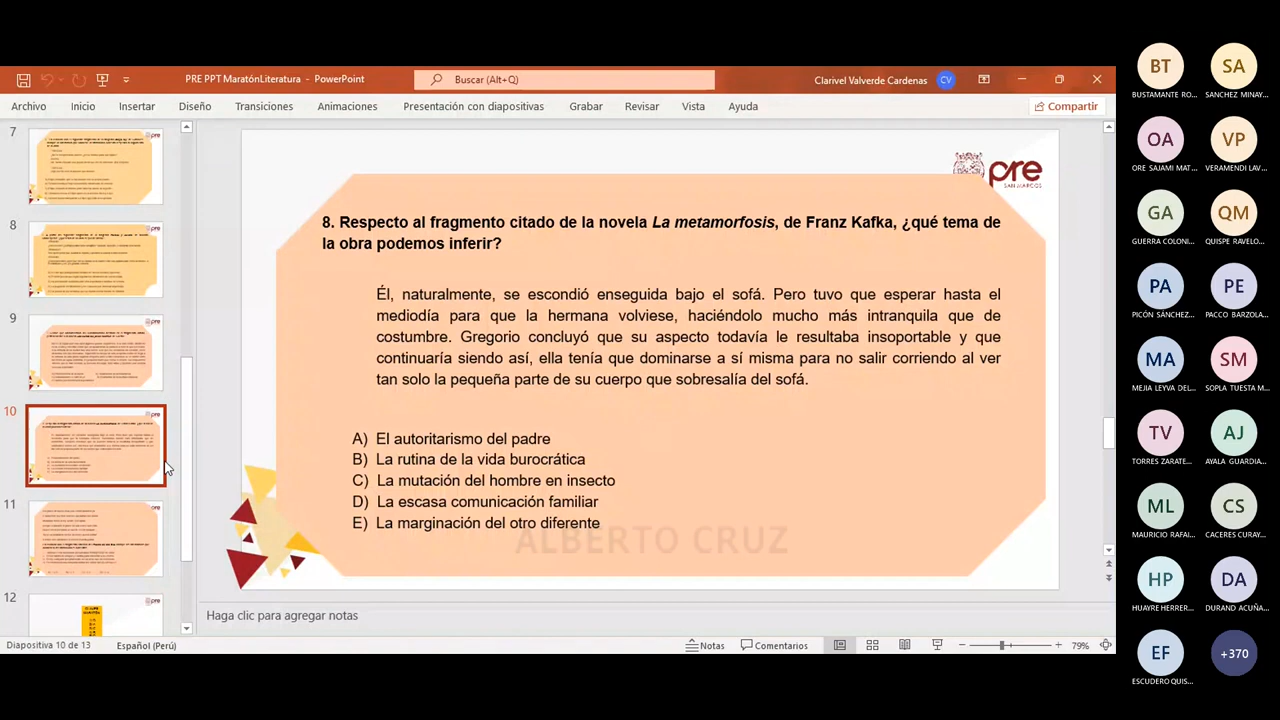 PRE PPT MaratónLiteratura - PowerPoint
Buscar (Alt+Q)
Clarivel Valverde Cardenas
CV
Archivo Inicio Insertar Diseño Transiciones Animaciones Presentación con diapositivas Grabar Revisar Vista Ayuda
Compartir
7
8
9
10
11
12
pre
SAN MARCOS
8. Respecto al fragmento citado de la novela La metamorfosis, de Franz Kafka, ¿qué tema de
la obra podemos inferir?
Él, naturalmente, se escondió enseguida bajo el sofá. Pero tuvo que esperar hasta el
mediodía para que la hermana volviese, haciéndolo mucho más intranquila que de
costumbre. Gregorio concluyó que su aspecto todavía le resultaba insoportable y que
continuaría siendo así, ella tenía que dominarse a sí misma para no salir corriendo al ver
tan solo la pequeña parte de su cuerpo que sobresalía del sofá.
A) El autoritarismo del padre
B) La rutina de la vida burocrática
C) La mutación del hombre en insecto
D) La escasa comunicación familiar
E) La marginación del otro diferente
Haga clic para agregar notas
Diapositiva 10 de 13
Español (Perú)
Notas
Comentarios
79%
BT
BUSTAMANTE RO...
SA
SANCHEZ MINAY...
OA
ORE SAJAMI MAT...
VP
VERAMENDI LAV...
GA
GUERRA COLONI...
QM
QUISPE RAVELO...
PA
PICÓN SÁNCHEZ...
PE
PACCO BARZOLA...
MA
MEJIA LEYVA DEL...
SM
SOPLA TUESTA M...
TV
TORRES ZARATE...
AJ
AYALA GUARDIA...
ML
MAURICIO RAFAI...
CS
CACERES CURAY...
HP
HUAYRE HERRER...
DA
DURAND ACUÑA...
EF
ESCUDERO QUIS...
+370